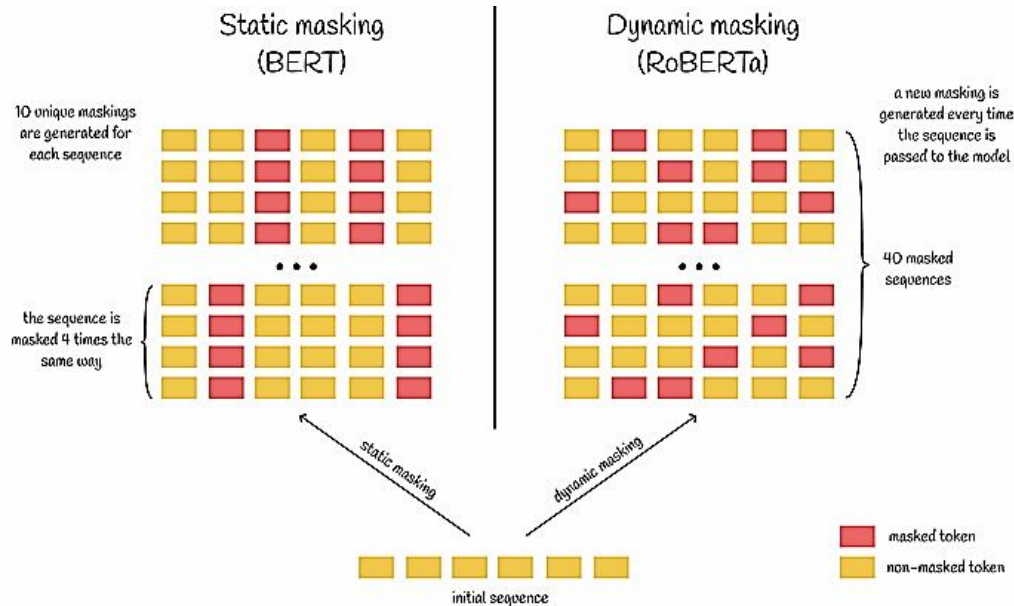 Static masking
(BERT)
Dynamic masking
(RoBERTa)
10 unique maskings
are generated for
each sequence
a new masking is
generated every time
the sequence is
passed to the model
the sequence is
masked 4 times the
same way
40 masked
sequences
static masking
dynamic masking
initial sequence
masked token
non-masked token